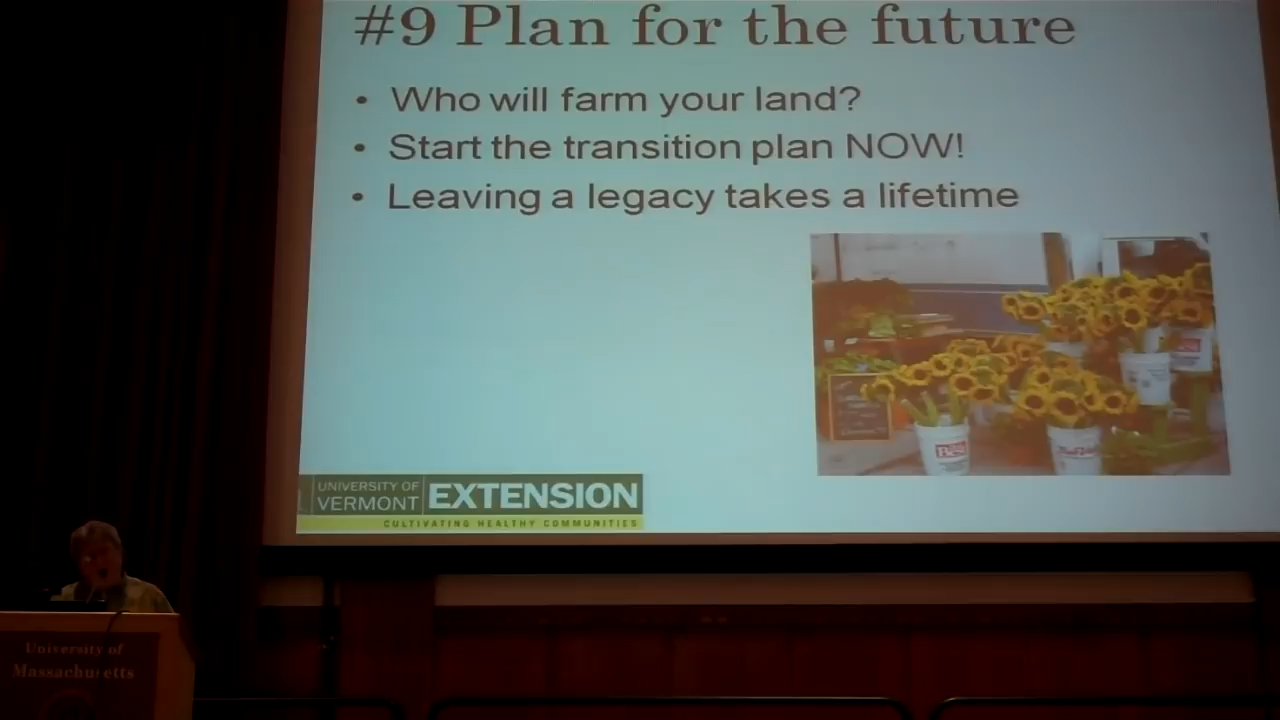 #9 Plan for the future
• Who will farm your land?
• Start the transition plan NOW!
• Leaving a legacy takes a lifetime
UNIVERSITY OF
VERMONT
EXTENSION
CULTIVATING HEALTHY COMMUNITIES
University of
Massachusetts